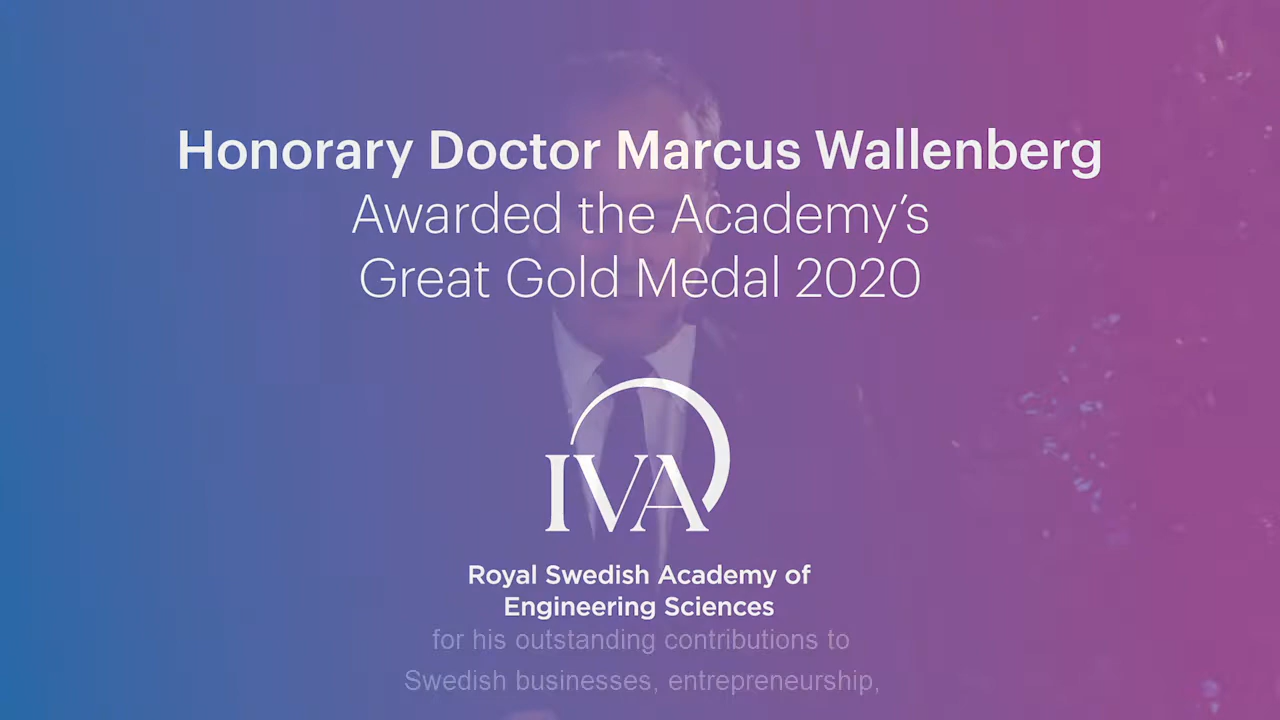 Honorary Doctor Marcus Wallenberg
Awarded the Academy’s
Great Gold Medal 2020
IVA
Royal Swedish Academy of
Engineering Sciences
for his outstanding contributions to
Swedish businesses, entrepreneurship,